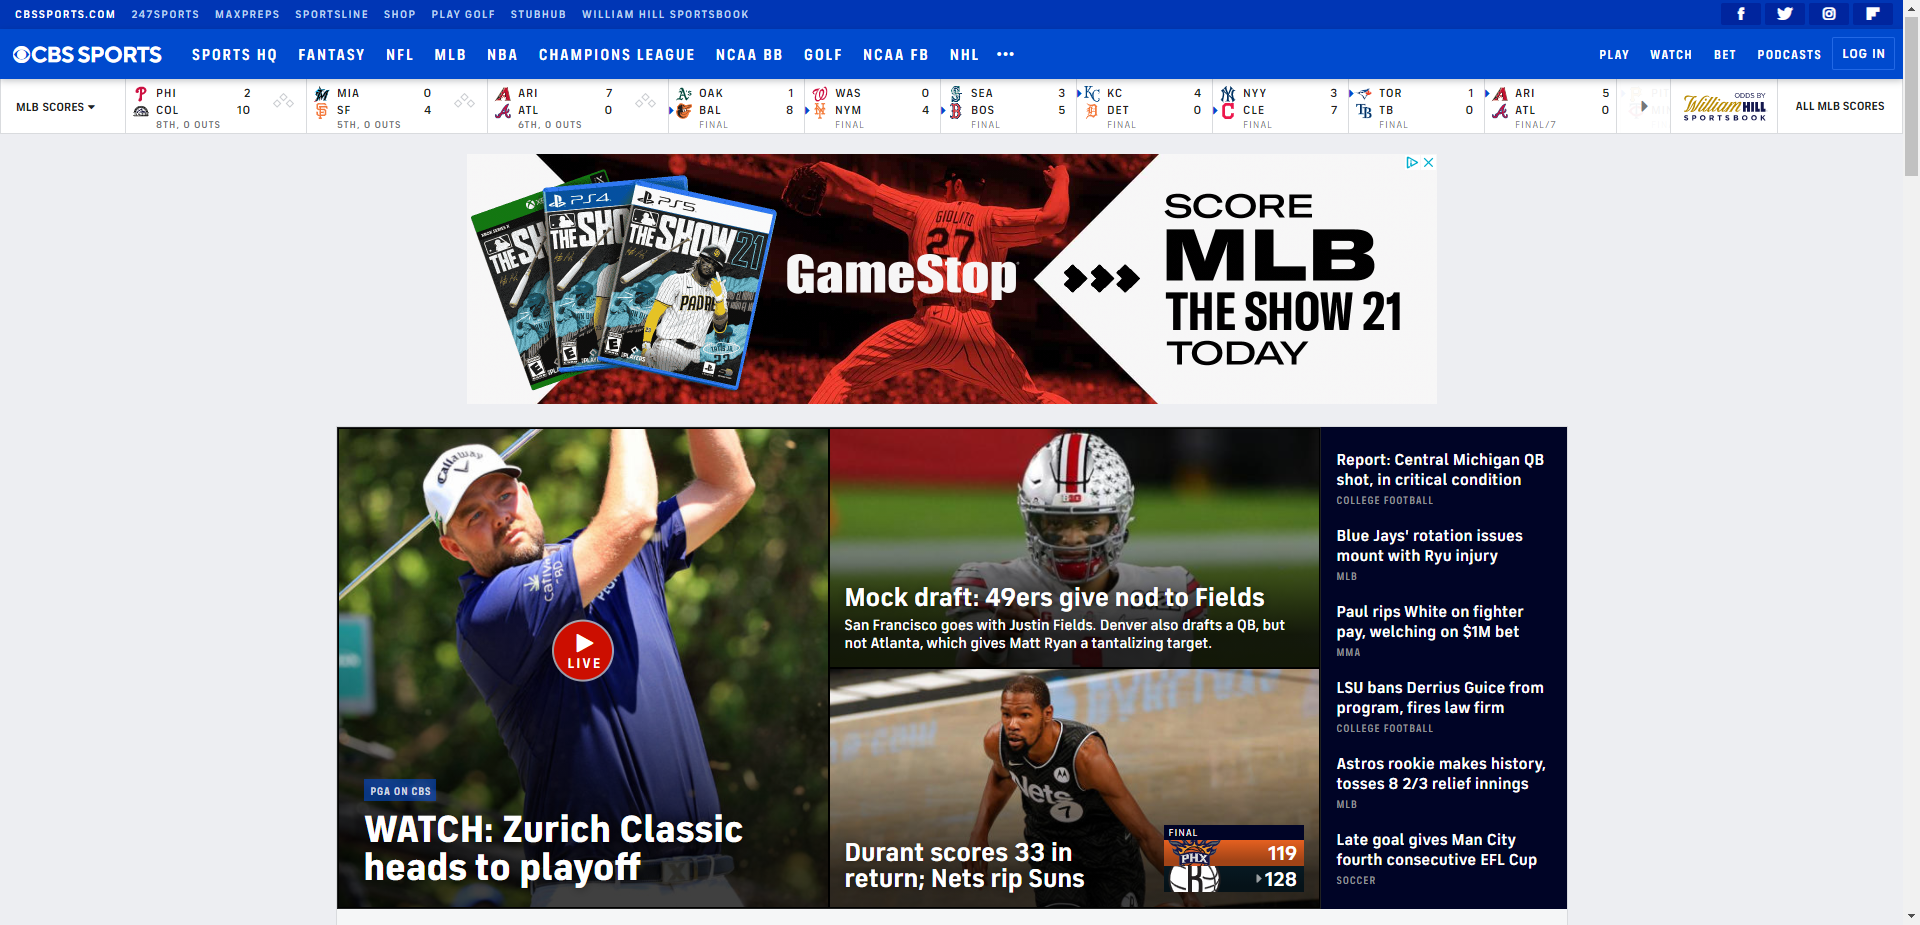 CBSSPORTS.COM 247SPORTS MAXPREPS SPORTSLINE SHOP PLAY GOLF STUBHUB WILLIAM HILL SPORTSBOOK
CBS SPORTS SPORTS HQ FANTASY NFL MLB NBA CHAMPIONS LEAGUE NCAA BB GOLF NCAA FB NHL •••
PLAY WATCH BET PODCASTS LOG IN
MLB SCORES
PHI 2
COL 10
8TH, 0 OUTS
MIA 0
SF 4
5TH, 0 OUTS
ARI 7
ATL 0
6TH, 0 OUTS
OAK 1
BAL 8
FINAL
WAS 0
NYM 4
FINAL
SEA 3
BOS 5
FINAL
KC 4
DET 0
FINAL
NYY 3
CLE 7
FINAL
TOR 1
TB 0
FINAL
ARI 5
ATL 0
FINAL/7
ODDS BY
William HILL
SPORTSBOOK
ALL MLB SCORES
XBOX SERIES X
PS4
PS5
THE SHOW
THE SHOW
THE SHOW 21
PADRES
GIOLITO
27
GameStop
SCORE
MLB
THE SHOW 21
TODAY
Callaway
LIVE
PGA ON CBS
WATCH: Zurich Classic
heads to playoff
Mock draft: 49ers give nod to Fields
San Francisco goes with Justin Fields. Denver also drafts a QB, but
not Atlanta, which gives Matt Ryan a tantalizing target.
Nets
7
Durant scores 33 in
return; Nets rip Suns
FINAL
PHX 119
B 128
Report: Central Michigan QB
shot, in critical condition
COLLEGE FOOTBALL
Blue Jays' rotation issues
mount with Ryu injury
MLB
Paul rips White on fighter
pay, welching on $1M bet
MMA
LSU bans Derrius Guice from
program, fires law firm
COLLEGE FOOTBALL
Astros rookie makes history,
tosses 8 2/3 relief innings
MLB
Late goal gives Man City
fourth consecutive EFL Cup
SOCCER